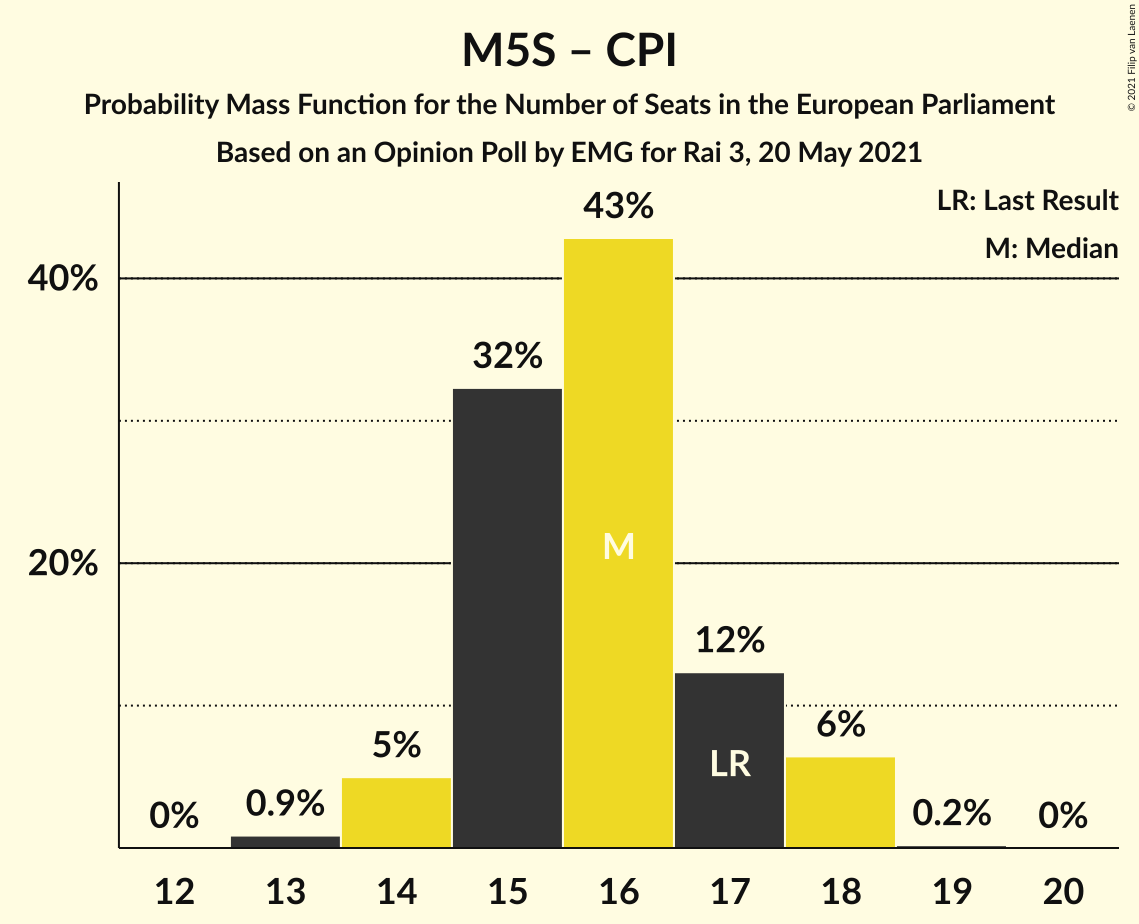 M5S – CPI
Probability Mass Function for the Number of Seats in the European Parliament
Based on an Opinion Poll by EMG for Rai 3, 20 May 2021
© 2021 Filip van Laenen
LR: Last Result
M: Median
43%
40%
32%
M
20%
12%
LR
6%
5%
0%
0.9%
0.2%
0%
12 13 14 15 16 17 18 19 20